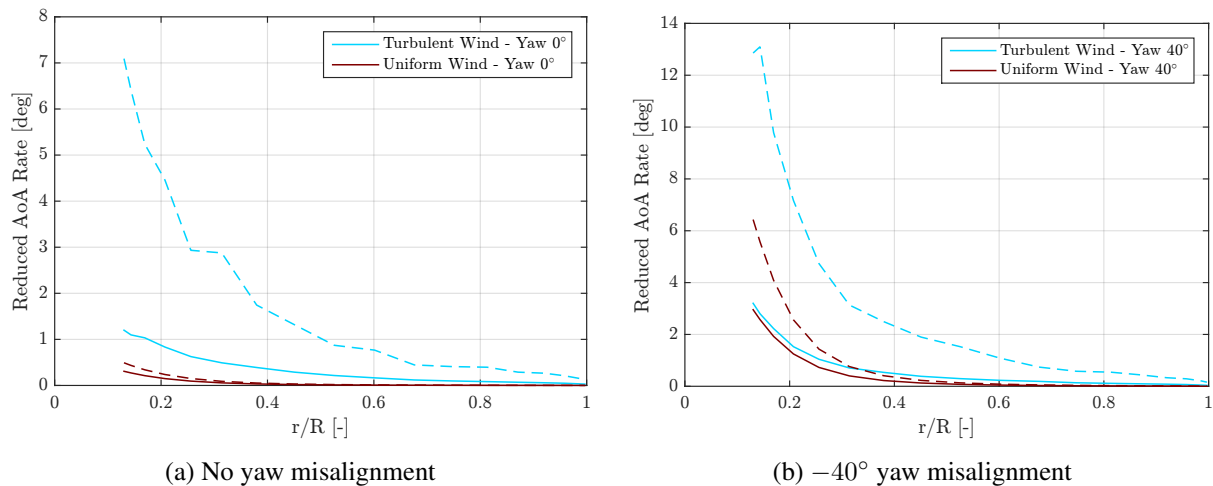 8
7
6
5
4
3
2
1
0
Reduced AoA Rate [deg]
Turbulent Wind - Yaw 0°
Uniform Wind - Yaw 0°
0
0.2
0.4
0.6
0.8
1
r/R [-]
(a) No yaw misalignment
14
12
10
8
6
4
2
0
Reduced AoA Rate [deg]
Turbulent Wind - Yaw 40°
Uniform Wind - Yaw 40°
0
0.2
0.4
0.6
0.8
1
r/R [-]
(b) −40° yaw misalignment